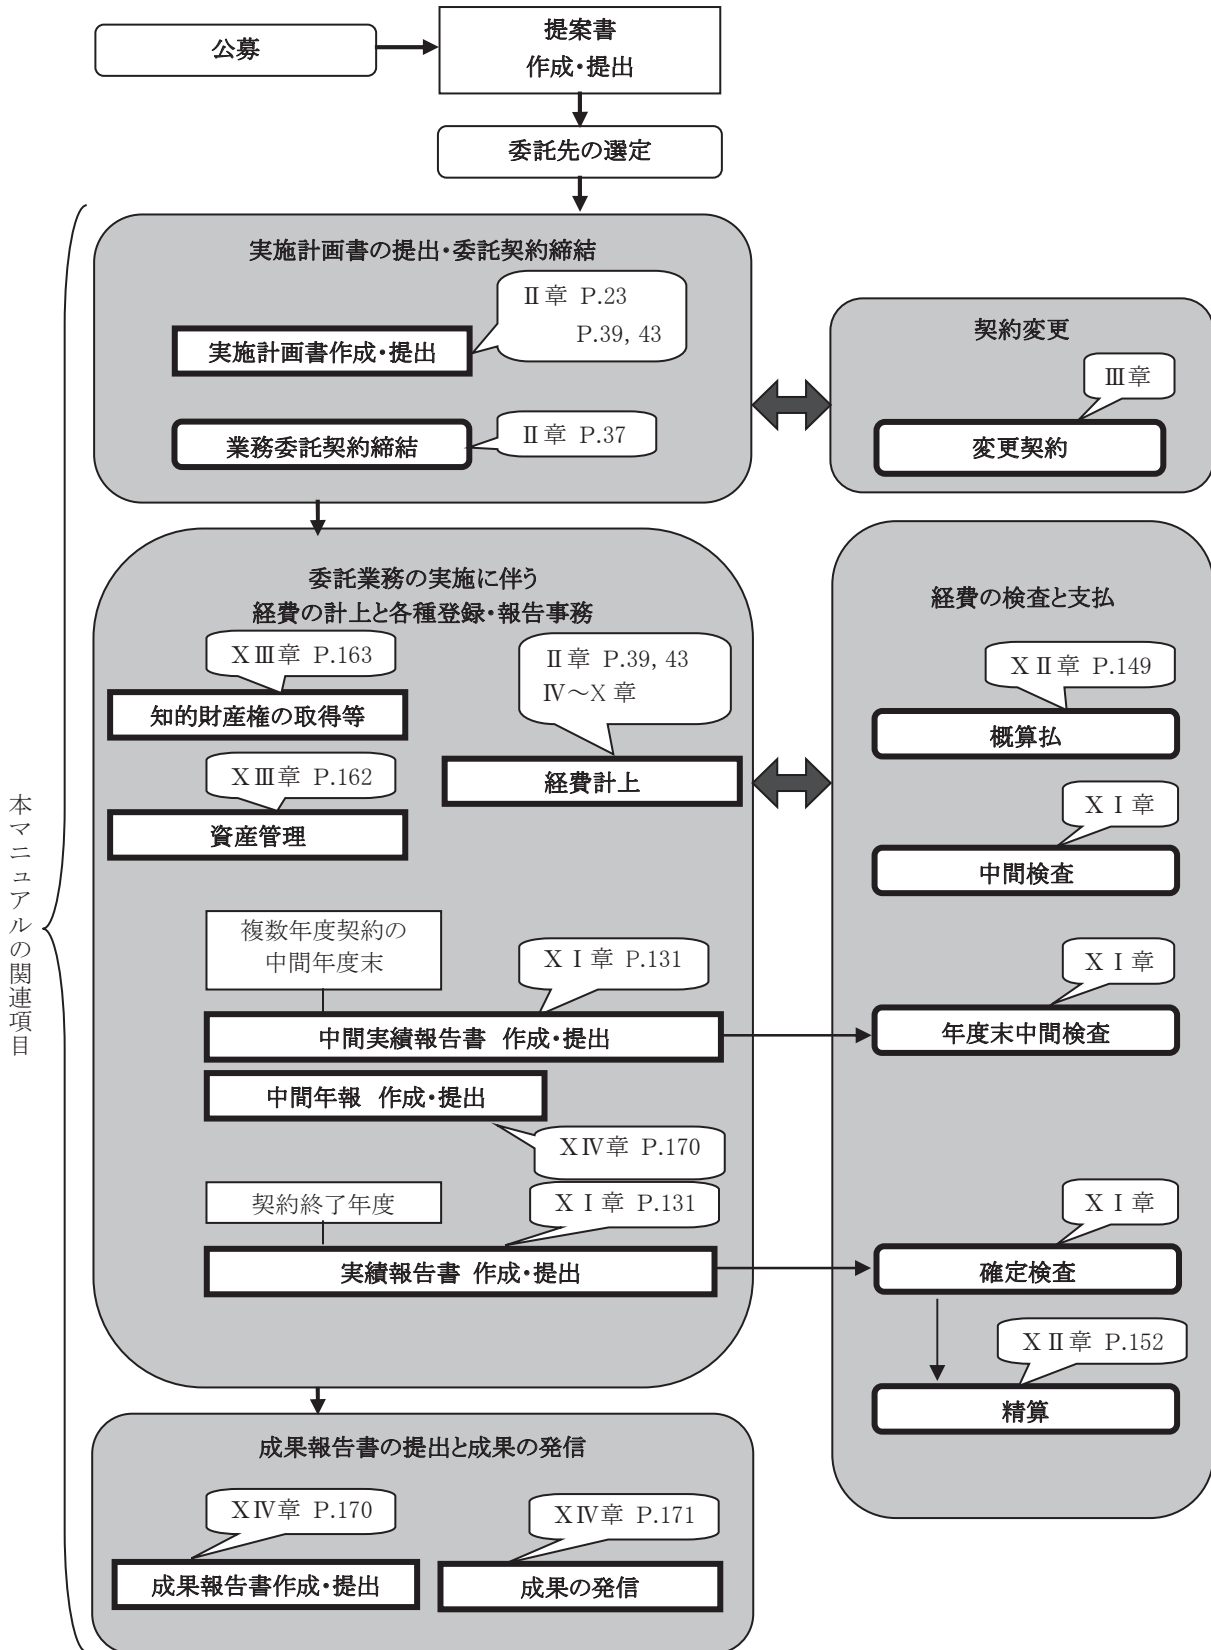 公募
提案書
作成・提出
委託先の選定
実施計画書の提出・委託契約締結
Ⅱ章 P.23
P.39, 43
実施計画書作成・提出
Ⅱ章 P.37
業務委託契約締結
契約変更
Ⅲ章
変更契約
委託業務の実施に伴う
経費の計上と各種登録・報告事務
ⅩⅢ章 P.163
知的財産権の取得等
Ⅱ章 P.39, 43
Ⅳ～Ⅹ章
経費計上
ⅩⅢ章 P.162
資産管理
複数年度契約の
中間年度末
ⅩⅠ章 P.131
中間実績報告書 作成・提出
中間年報 作成・提出
ⅩⅣ章 P.170
契約終了年度
ⅩⅠ章 P.131
実績報告書 作成・提出
経費の検査と支払
ⅩⅡ章 P.149
概算払
ⅩⅠ章
中間検査
ⅩⅠ章
年度末中間検査
ⅩⅠ章
確定検査
ⅩⅡ章 P.152
精算
成果報告書の提出と成果の発信
ⅩⅣ章 P.170
成果報告書作成・提出
ⅩⅣ章 P.171
成果の発信
本マニュアルの関連項目